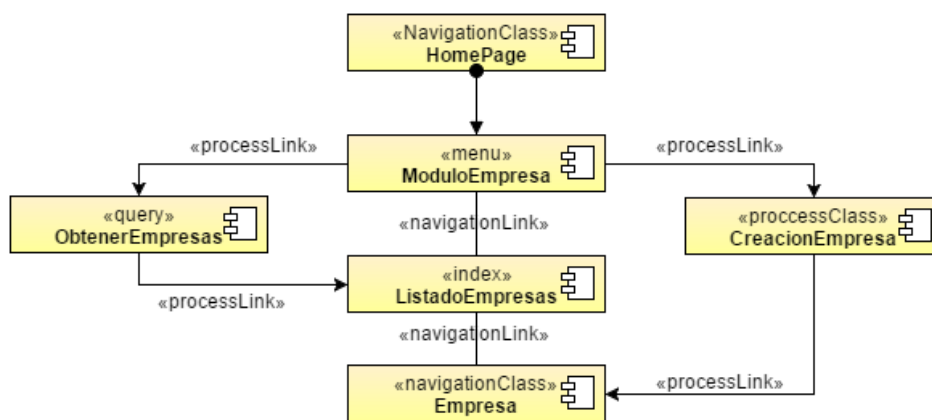 «NavigationClass»
HomePage
«processLink»
«menu»
ModuloEmpresa
«processLink»
«query»
ObtenerEmpresas
«navigationLink»
«proccessClass»
CreacionEmpresa
«processLink»
«index»
ListadoEmpresas
«navigationLink»
«navigationClass»
Empresa
«processLink»